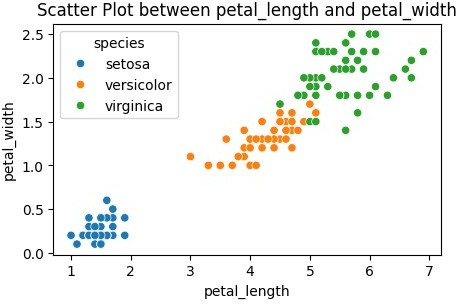 Scatter Plot between petal_length and petal_width
species
setosa
versicolor
virginica
petal_width
2.5
2.0
1.5
1.0
0.5
0.0
1 2 3 4 5 6 7
petal_length